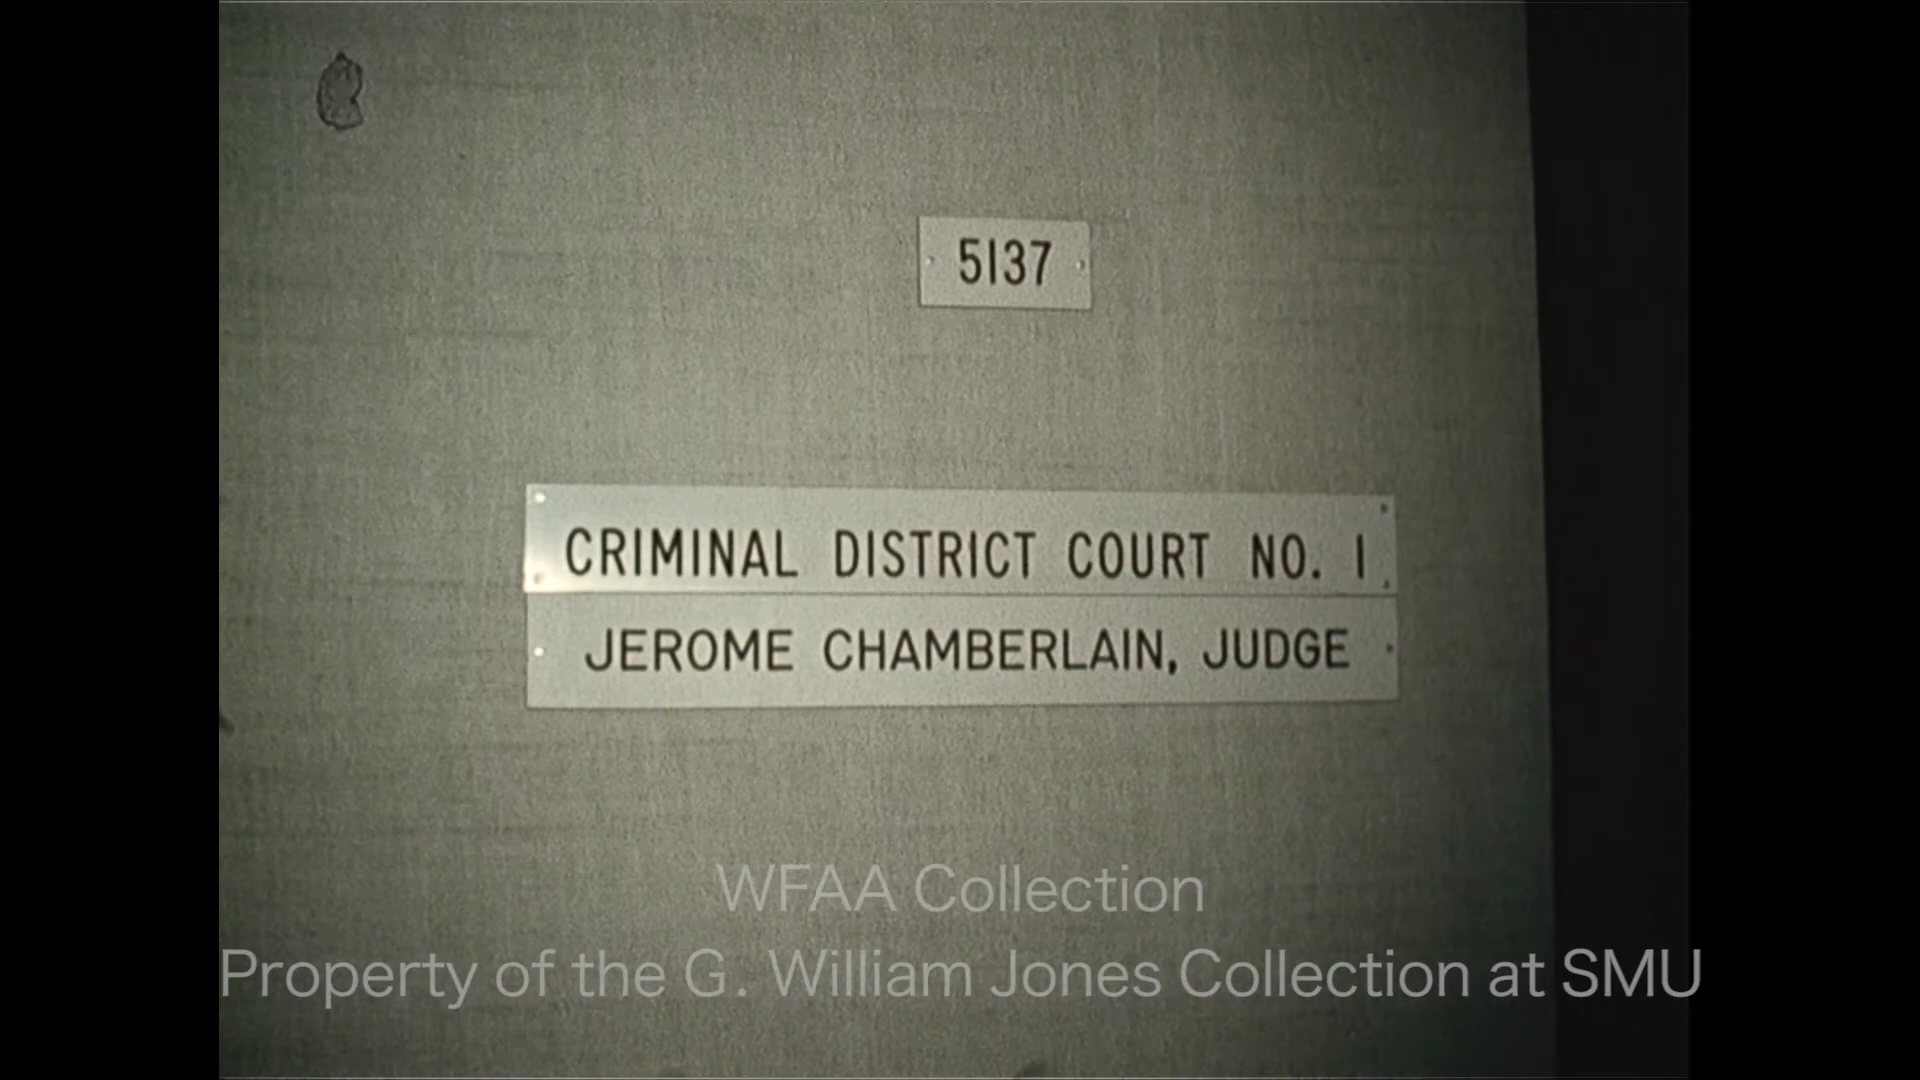 5137
CRIMINAL DISTRICT COURT NO. 1
JEROME CHAMBERLAIN, JUDGE
WFAA Collection
Property of the G. William Jones Collection at SMU